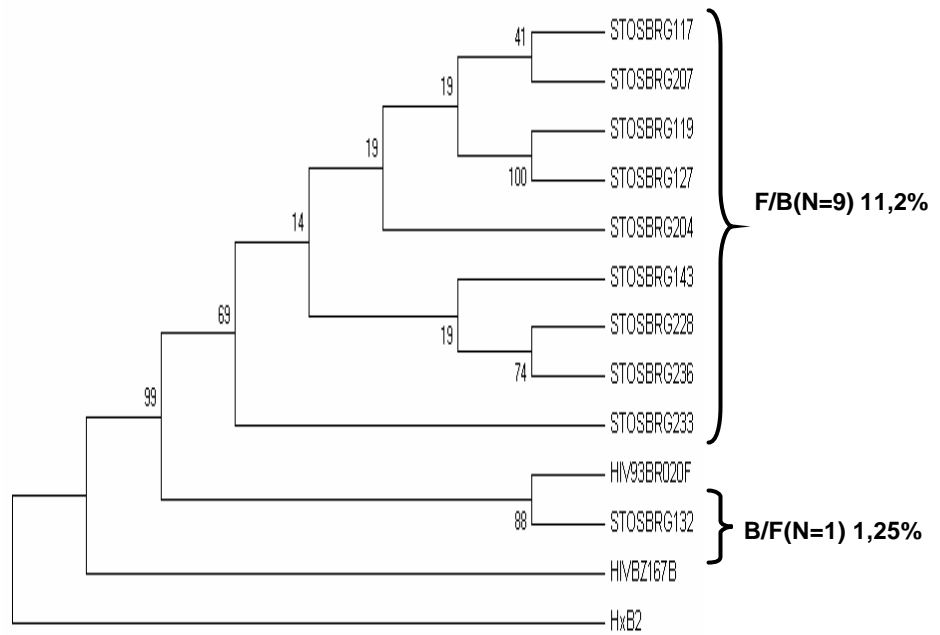 STOSBRG117
41
STOSBRG207
19
STOSBRG119
19
100
STOSBRG127
F/B(N=9) 11,2%
14
STOSBRG204
STOSBRG143
69
19
STOSBRG228
74
STOSBRG236
99
STOSBRG233
HIV93BR020F
88
STOSBRG132
B/F(N=1) 1,25%
HIVBZ167B
HxB2